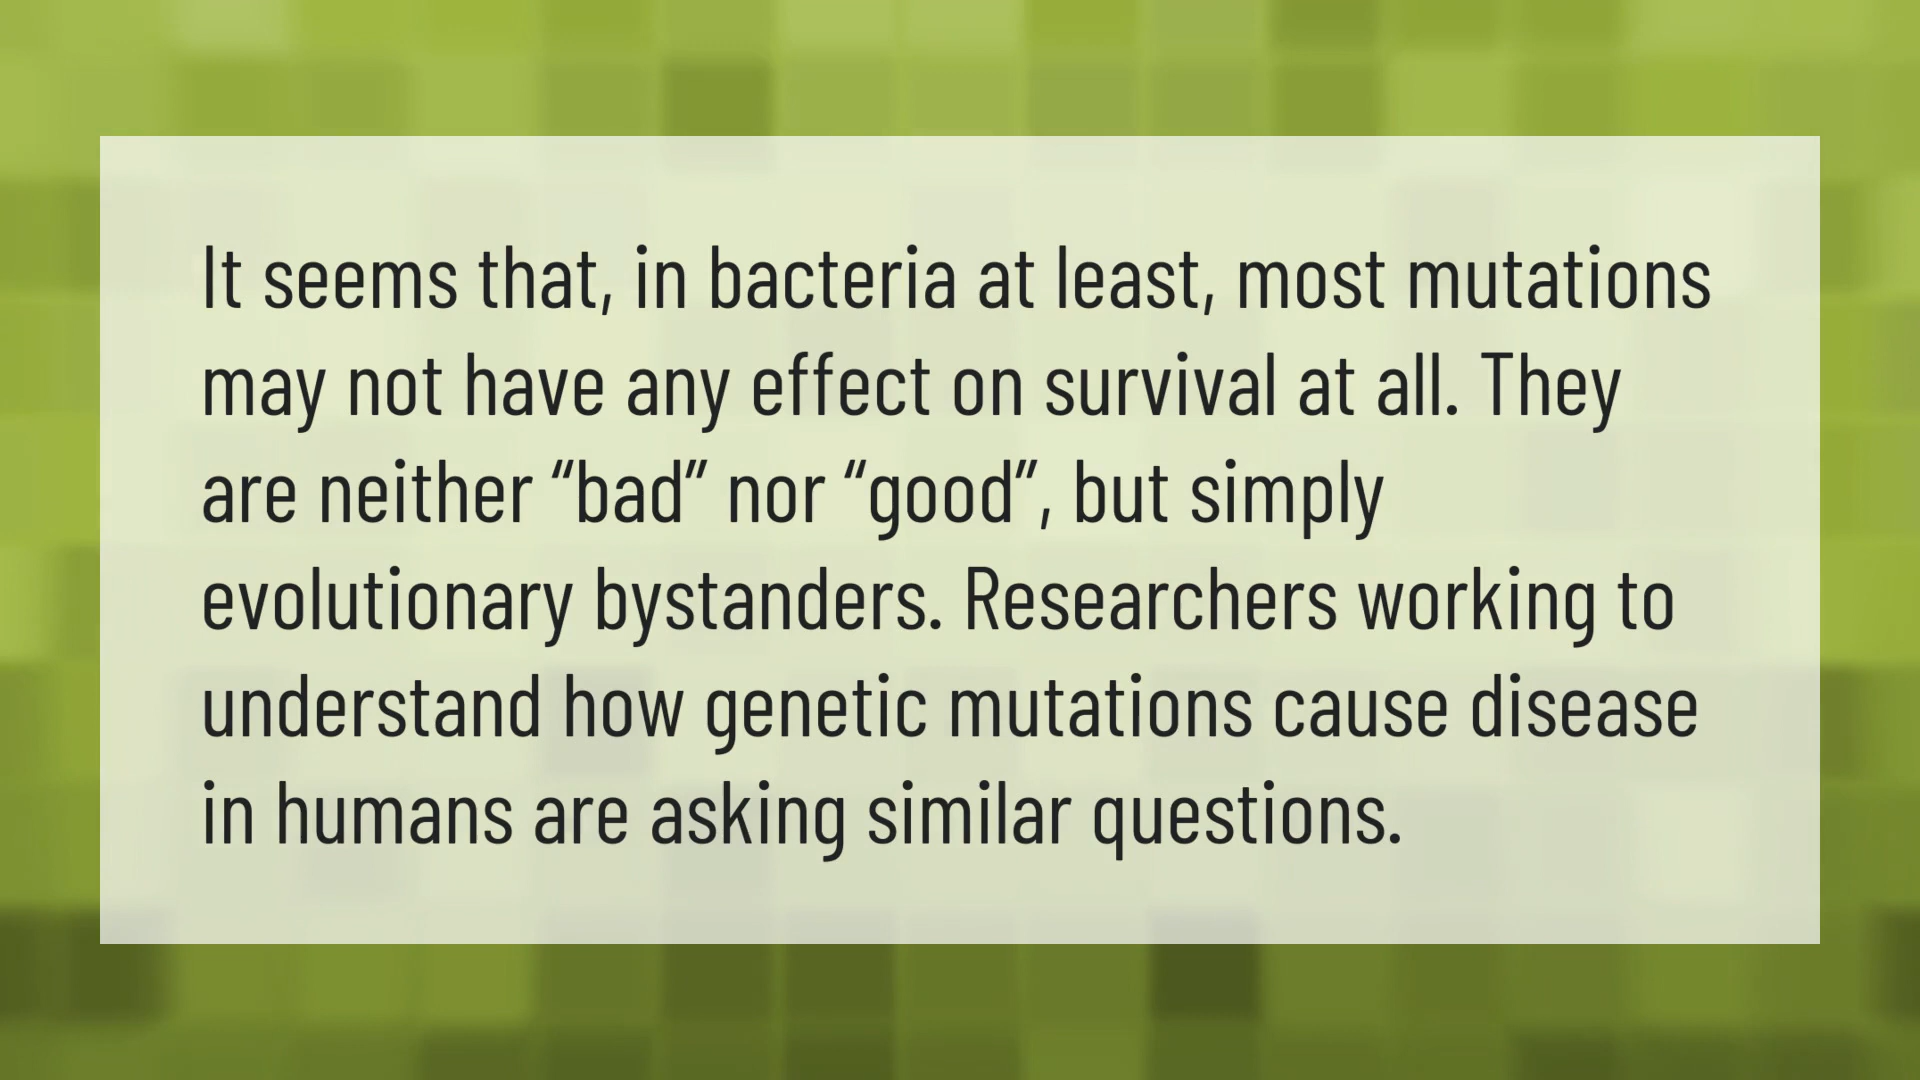 It seems that, in bacteria at least, most mutations
may not have any effect on survival at all. They
are neither “bad” nor “good”, but simply
evolutionary bystanders. Researchers working to
understand how genetic mutations cause disease
in humans are asking similar questions.